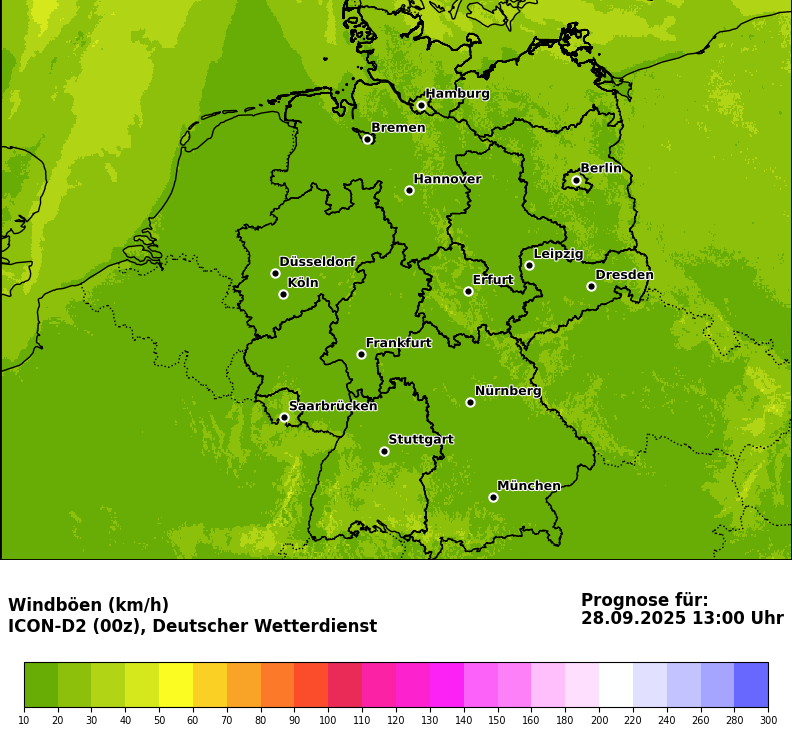 Hamburg
Bremen
Berlin
Hannover
Leipzig
Düsseldorf
Dresden
Erfurt
Köln
Frankfurt
Nürnberg
Saarbrücken
Stuttgart
München
Windböen (km/h)
ICON-D2 (00z), Deutscher Wetterdienst
Prognose für:
28.09.2025 13:00 Uhr
10 20 30 40 50 60 70 80 90 100 110 120 130 140 150 160 180 200 220 240 260 280 300